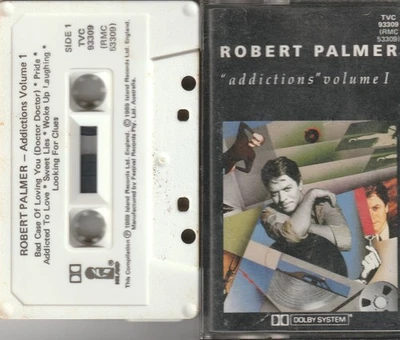 TVC
93309
(RMC
53309)
SIDE 1
ROBERT PALMER — Addictions Volume 1
Bad Case Of Loving You (Doctor Doctor) * Pride *
Addicted To Love * Sweet Lies * Woke Up Laughing *
Looking For Clues
ISLAND
This Compilation ℗ 1989 Island Records Ltd. England.
© 1989 Island Records Ltd. England.
Manufactured by Festival Records Pty. Ltd. Australia.
TVC
93309
(RMC
53309)
ROBERT PALMER
"addictions" volume I
DOLBY SYSTEM